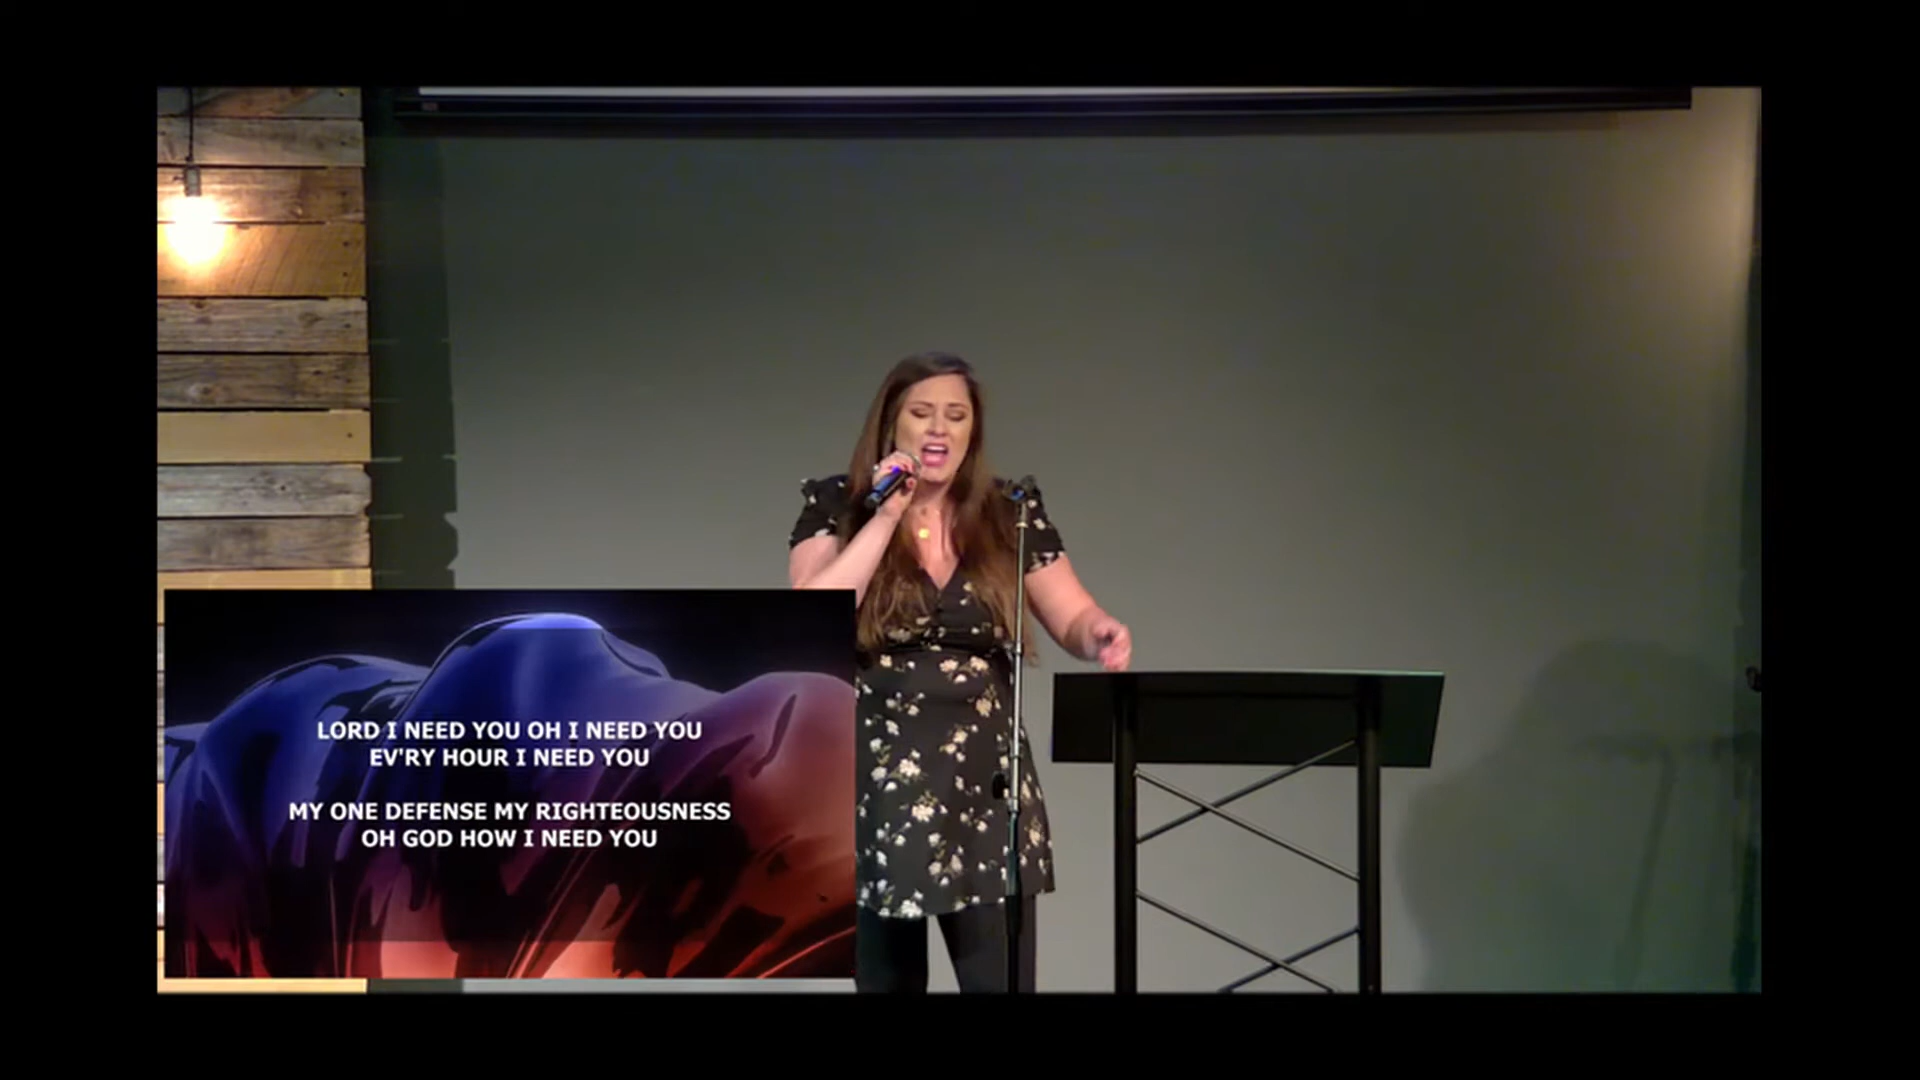 LORD I NEED YOU OH I NEED YOU
EV'RY HOUR I NEED YOU
MY ONE DEFENSE MY RIGHTEOUSNESS
OH GOD HOW I NEED YOU